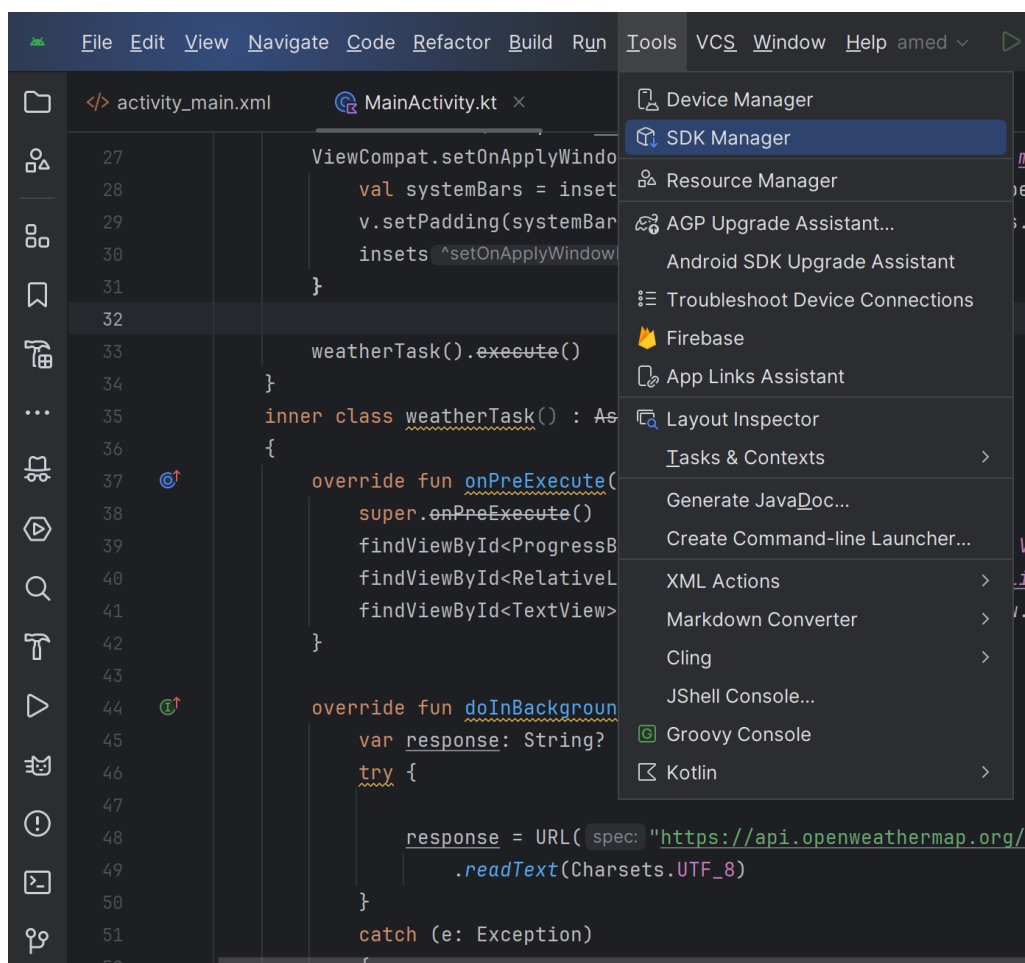 File Edit View Navigate Code Refactor Build Run Tools VCS Window Help amed
</> activity_main.xml MainActivity.kt ×
Device Manager
SDK Manager
Resource Manager
AGP Upgrade Assistant...
Android SDK Upgrade Assistant
Troubleshoot Device Connections
Firebase
App Links Assistant
Layout Inspector
Tasks & Contexts
Generate JavaDoc...
Create Command-line Launcher...
XML Actions
Markdown Converter
Cling
JShell Console...
Groovy Console
Kotlin
27 ViewCompat.setOnApplyWindo
28 val systemBars = inset
29 v.setPadding(systemBar
30 insets ^setOnApplyWindow
31 }
32
33 weatherTask().execute()
34 }
35 inner class weatherTask() : As
36 {
37 override fun onPreExecute(
38 super.onPreExecute()
39 findViewById<ProgressB
40 findViewById<RelativeL
41 findViewById<TextView>
42 }
43
44 override fun doInBackgroun
45 var response: String?
46 try {
47
48 response = URL( spec: "https://api.openweathermap.org/
49 .readText(Charsets.UTF_8)
50 }
51 catch (e: Exception)